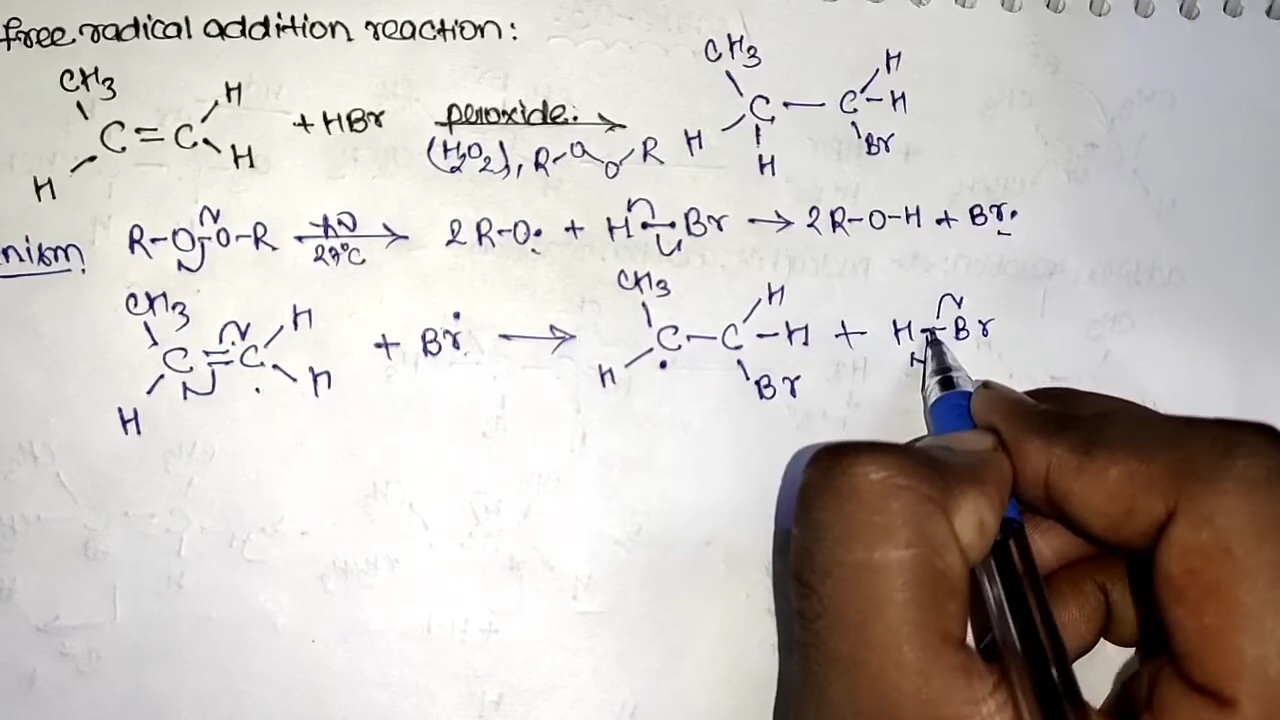 free radical addition reaction:
CH3 H CH3 H
C=C + HBr peroxide: C — C-H
H H (H2O2), R-O-O-R H H Br
nism R-O-O-R hν 27°C → 2R-O• + H-Br → 2R-O-H + Br•
CH3 H CH3 H
C=C + Br• → C-C-H + H-Br
H H H Br